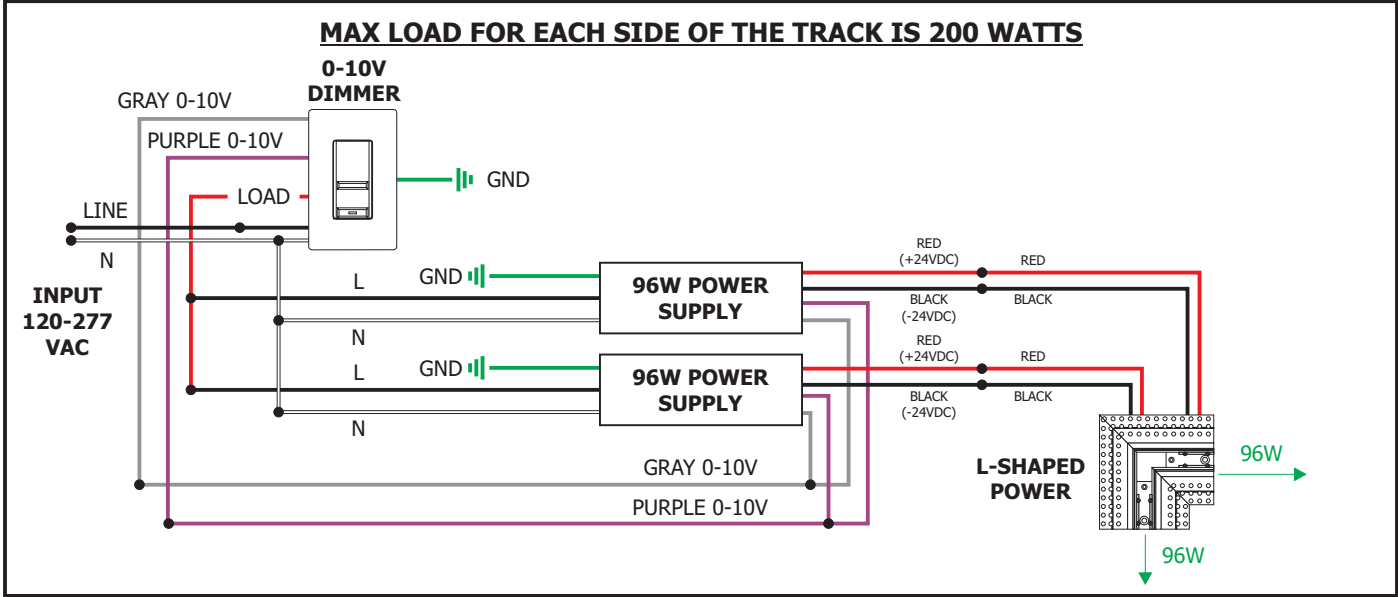 MAX LOAD FOR EACH SIDE OF THE TRACK IS 200 WATTS
0-10V
DIMMER
GRAY 0-10V
PURPLE 0-10V
GND
LOAD
LINE
N
INPUT
120-277
VAC
L
GND
N
96W POWER
SUPPLY
RED
(+24VDC)
RED
BLACK
(-24VDC)
BLACK
L
GND
N
96W POWER
SUPPLY
RED
(+24VDC)
RED
BLACK
(-24VDC)
BLACK
GRAY 0-10V
PURPLE 0-10V
L-SHAPED
POWER
96W
96W